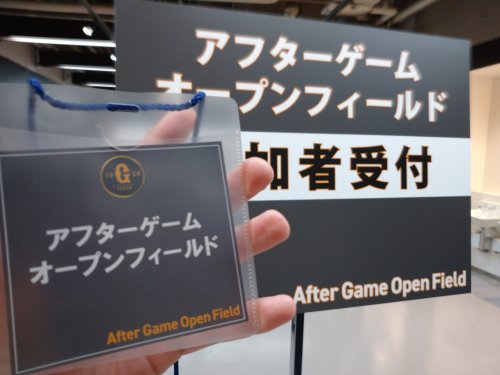 アフターゲーム
オープンフィールド
加者受付
After Game Open Field
G
アフターゲーム
オープンフィールド
After Game Open Field